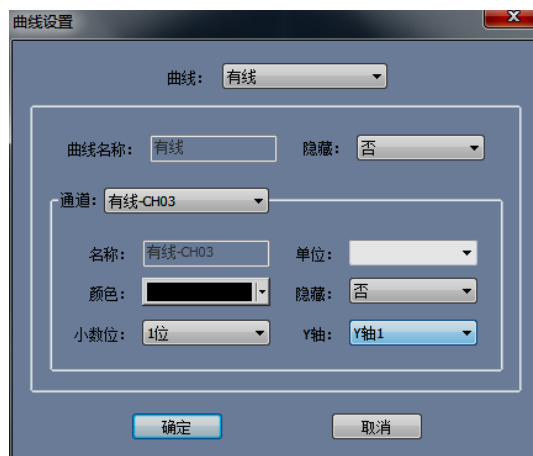 曲线设置
曲线： 有线
曲线名称： 有线 隐藏： 否
通道： 有线-CH03
名称： 有线-CH03 单位：
颜色： 隐藏： 否
小数位： 1位 Y轴： Y轴1
确定 取消